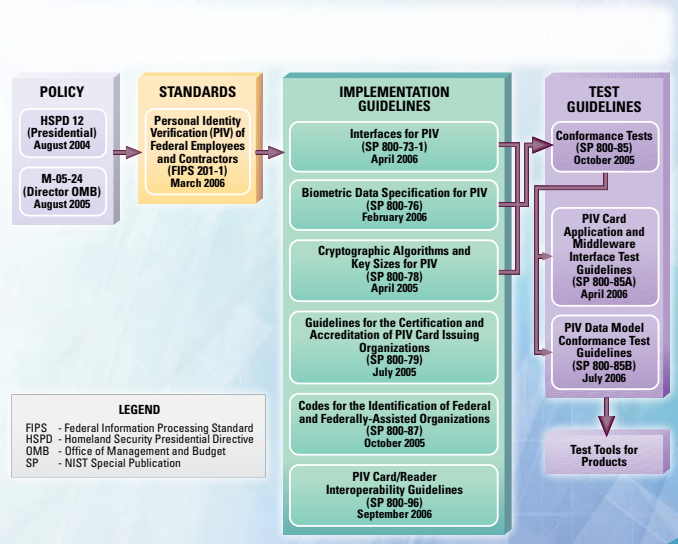 POLICY
HSPD 12
(Presidential)
August 2004
M-05-24
(Director OMB)
August 2005
STANDARDS
Personal Identity
Verification (PIV) of
Federal Employees
and Contractors
(FIPS 201-1)
March 2006
IMPLEMENTATION
GUIDELINES
Interfaces for PIV
(SP 800-73-1)
April 2006
Biometric Data Specification for PIV
(SP 800-76)
February 2006
Cryptographic Algorithms and
Key Sizes for PIV
(SP 800-78)
April 2005
Guidelines for the Certification and
Accreditation of PIV Card Issuing
Organizations
(SP 800-79)
July 2005
Codes for the Identification of Federal
and Federally-Assisted Organizations
(SP 800-87)
October 2005
PIV Card/Reader
Interoperability Guidelines
(SP 800-96)
September 2006
TEST
GUIDELINES
Conformance Tests
(SP 800-85)
October 2005
PIV Card
Application and
Middleware
Interface Test
Guidelines
(SP 800-85A)
April 2006
PIV Data Model
Conformance Test
Guidelines
(SP 800-85B)
July 2006
Test Tools for
Products
LEGEND
FIPS - Federal Information Processing Standard
HSPD - Homeland Security Presidential Directive
OMB - Office of Management and Budget
SP - NIST Special Publication